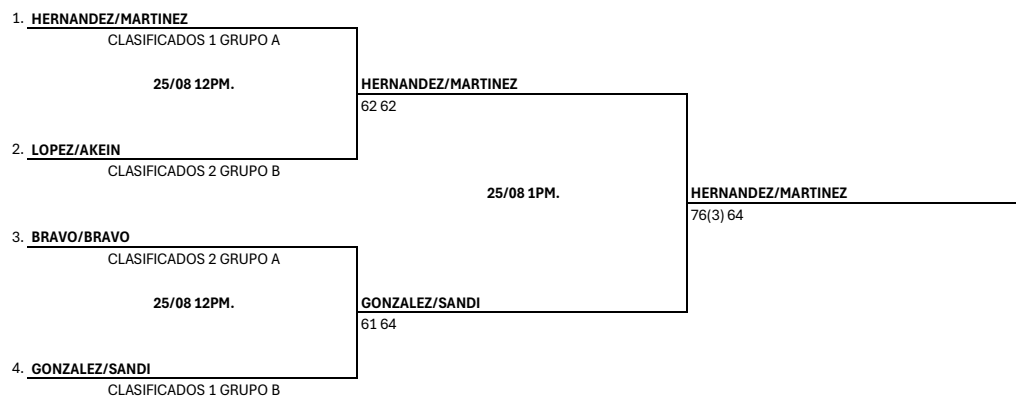 1. HERNANDEZ/MARTINEZ
CLASIFICADOS 1 GRUPO A
25/08 12PM.
HERNANDEZ/MARTINEZ
62 62
2. LOPEZ/AKEIN
CLASIFICADOS 2 GRUPO B
25/08 1PM.
HERNANDEZ/MARTINEZ
76(3) 64
3. BRAVO/BRAVO
CLASIFICADOS 2 GRUPO A
25/08 12PM.
GONZALEZ/SANDI
61 64
4. GONZALEZ/SANDI
CLASIFICADOS 1 GRUPO B